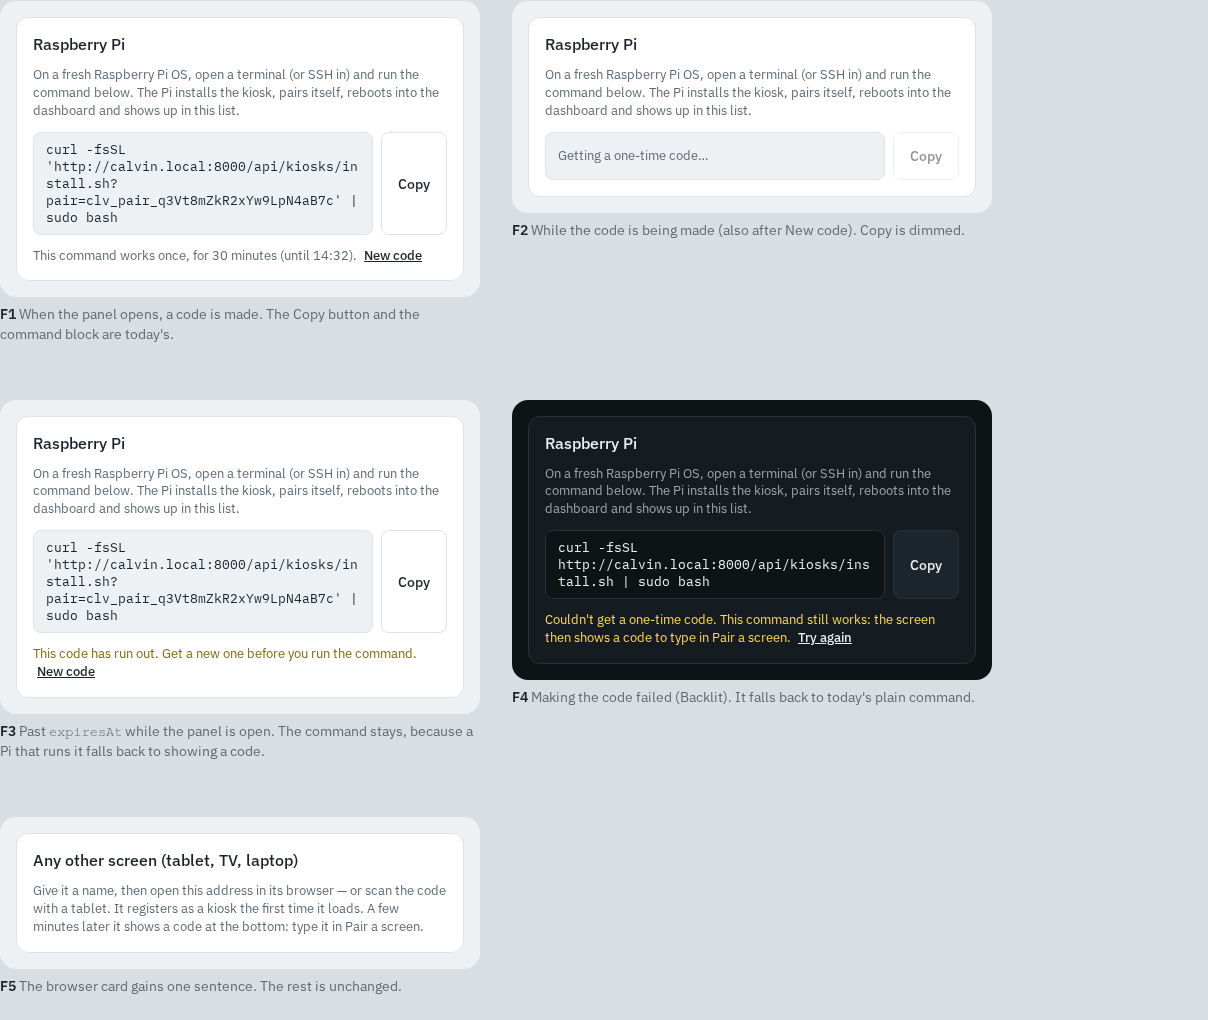 Raspberry Pi
On a fresh Raspberry Pi OS, open a terminal (or SSH in) and run the
command below. The Pi installs the kiosk, pairs itself, reboots into the
dashboard and shows up in this list.
curl -fsSL
'http://calvin.local:8000/api/kiosks/in
stall.sh?
pair=clv_pair_q3Vt8mZkR2xYw9LpN4aB7c' |
sudo bash
Copy
This command works once, for 30 minutes (until 14:32). New code
F1 When the panel opens, a code is made. The Copy button and the
command block are today's.
Raspberry Pi
On a fresh Raspberry Pi OS, open a terminal (or SSH in) and run the
command below. The Pi installs the kiosk, pairs itself, reboots into the
dashboard and shows up in this list.
Getting a one-time code…
Copy
F2 While the code is being made (also after New code). Copy is dimmed.
Raspberry Pi
On a fresh Raspberry Pi OS, open a terminal (or SSH in) and run the
command below. The Pi installs the kiosk, pairs itself, reboots into the
dashboard and shows up in this list.
curl -fsSL
'http://calvin.local:8000/api/kiosks/in
stall.sh?
pair=clv_pair_q3Vt8mZkR2xYw9LpN4aB7c' |
sudo bash
Copy
This code has run out. Get a new one before you run the command.
New code
F3 Past expiresAt while the panel is open. The command stays, because a
Pi that runs it falls back to showing a code.
Raspberry Pi
On a fresh Raspberry Pi OS, open a terminal (or SSH in) and run the
command below. The Pi installs the kiosk, pairs itself, reboots into the
dashboard and shows up in this list.
curl -fsSL
http://calvin.local:8000/api/kiosks/ins
tall.sh | sudo bash
Copy
Couldn't get a one-time code. This command still works: the screen
then shows a code to type in Pair a screen. Try again
F4 Making the code failed (Backlit). It falls back to today's plain command.
Any other screen (tablet, TV, laptop)
Give it a name, then open this address in its browser — or scan the code
with a tablet. It registers as a kiosk the first time it loads. A few
minutes later it shows a code at the bottom: type it in Pair a screen.
F5 The browser card gains one sentence. The rest is unchanged.